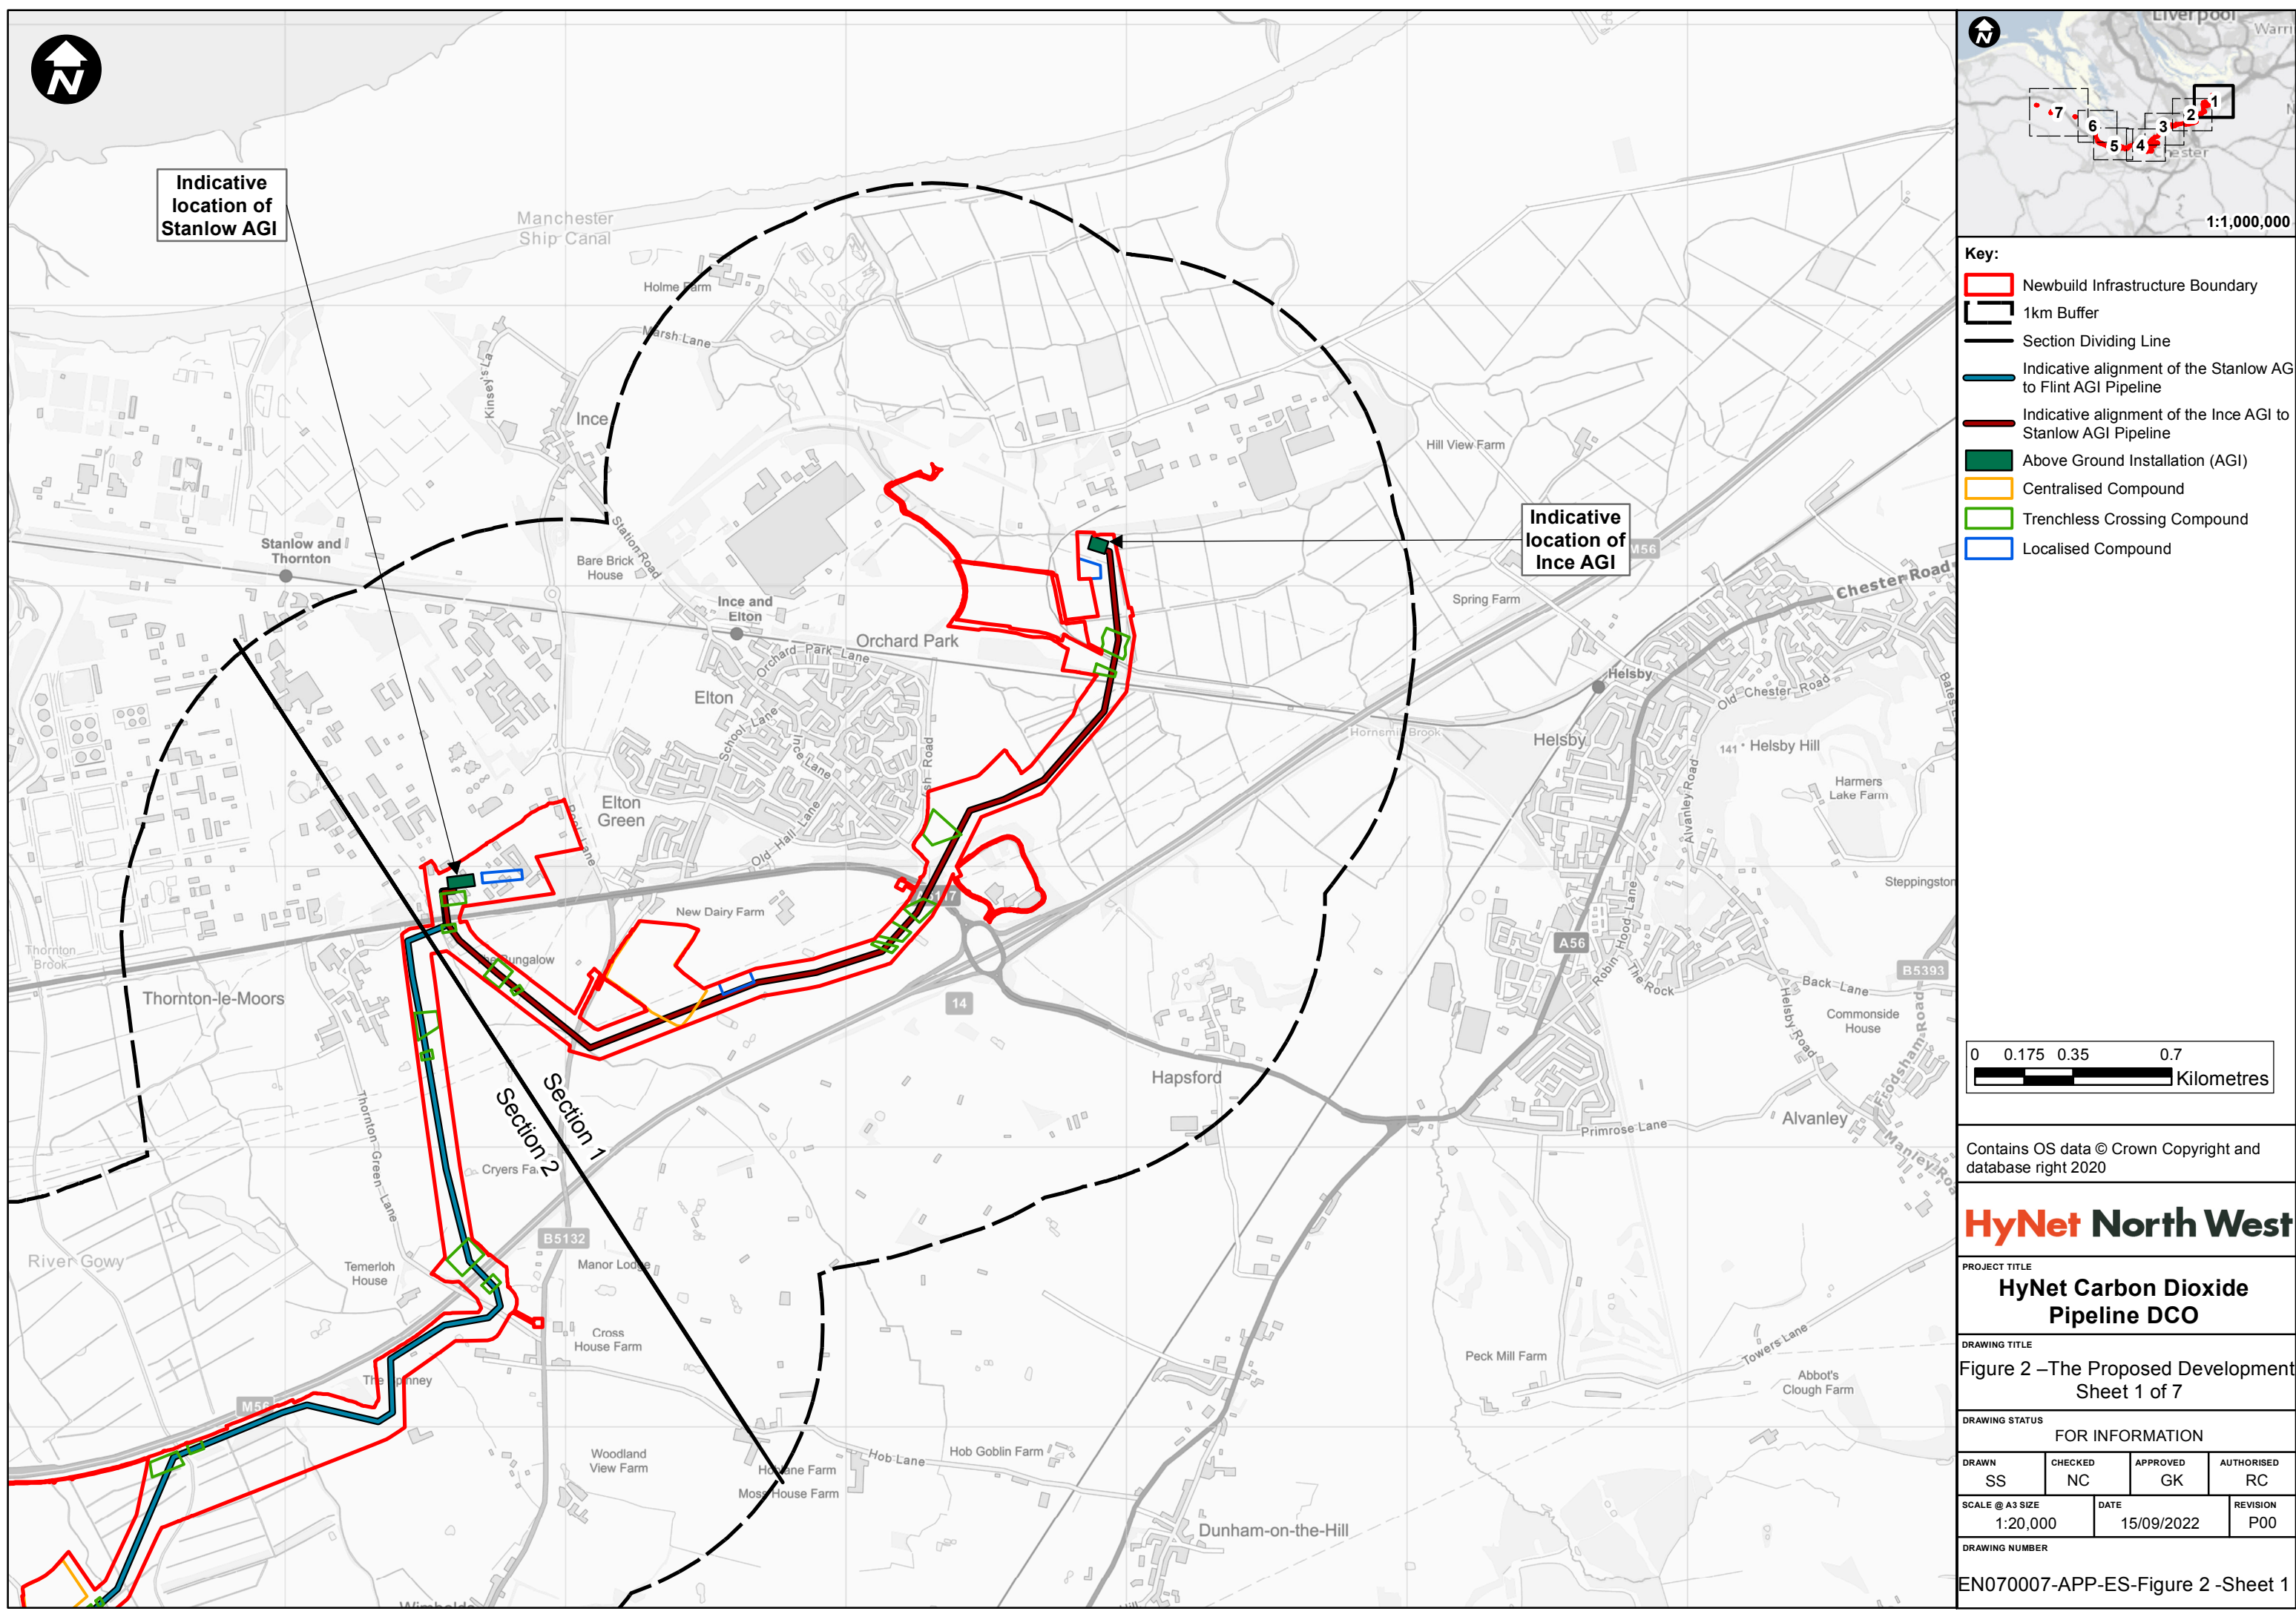 N
Indicative
location of
Stanlow AGI
Manchester
Ship Canal
Holme Farm
Marsh Lane
Kinsey's La
Ince
Station Road
Stanlow and
Thornton
Bare Brick
House
Ince and
Elton
Orchard Park Lane
Orchard Park
Elton
School Lane
Ince Lane
Elton
Green
Old Hall Lane
New Dairy Farm
Thornton
Brook
Thornton-le-Moors
Hill View Farm
Indicative
location of
Ince AGI
M56
Spring Farm
Chester Road
Helsby
Old Chester Road
Hornsmill Brook
Helsby
141 • Helsby Hill
Alvanley Road
Harmers
Lake Farm
Steppingston
A56
Robin Hood Lane
The Rock
B5393
Back Lane
Helsby Road
Commonside
House
Frodsham Road
14
Hapsford
Alvanley
Primrose Lane
Manley Ro
Section 1
Section 2
Thornton Green Lane
B5132
River Gowy
Temerloh
House
Manor Lodge
Cross
House Farm
M56
Woodland
View Farm
Moss House Farm
Hob Lane
Hob Goblin Farm
Peck Mill Farm
Towers Lane
Abbot's
Clough Farm
Dunham-on-the-Hill
N
Liverpool
Warri
7
6
5
4
3
2
1
Chester
1:1,000,000
Key:
Newbuild Infrastructure Boundary
1km Buffer
Section Dividing Line
Indicative alignment of the Stanlow AG
to Flint AGI Pipeline
Indicative alignment of the Ince AGI to
Stanlow AGI Pipeline
Above Ground Installation (AGI)
Centralised Compound
Trenchless Crossing Compound
Localised Compound
0 0.175 0.35 0.7
Kilometres
Contains OS data © Crown Copyright and
database right 2020
HyNet North West
PROJECT TITLE
HyNet Carbon Dioxide
Pipeline DCO
DRAWING TITLE
Figure 2 –The Proposed Development
Sheet 1 of 7
DRAWING STATUS
FOR INFORMATION
DRAWN CHECKED APPROVED AUTHORISED
SS NC GK RC
SCALE @ A3 SIZE DATE REVISION
1:20,000 15/09/2022 P00
DRAWING NUMBER
EN070007-APP-ES-Figure 2 -Sheet 1